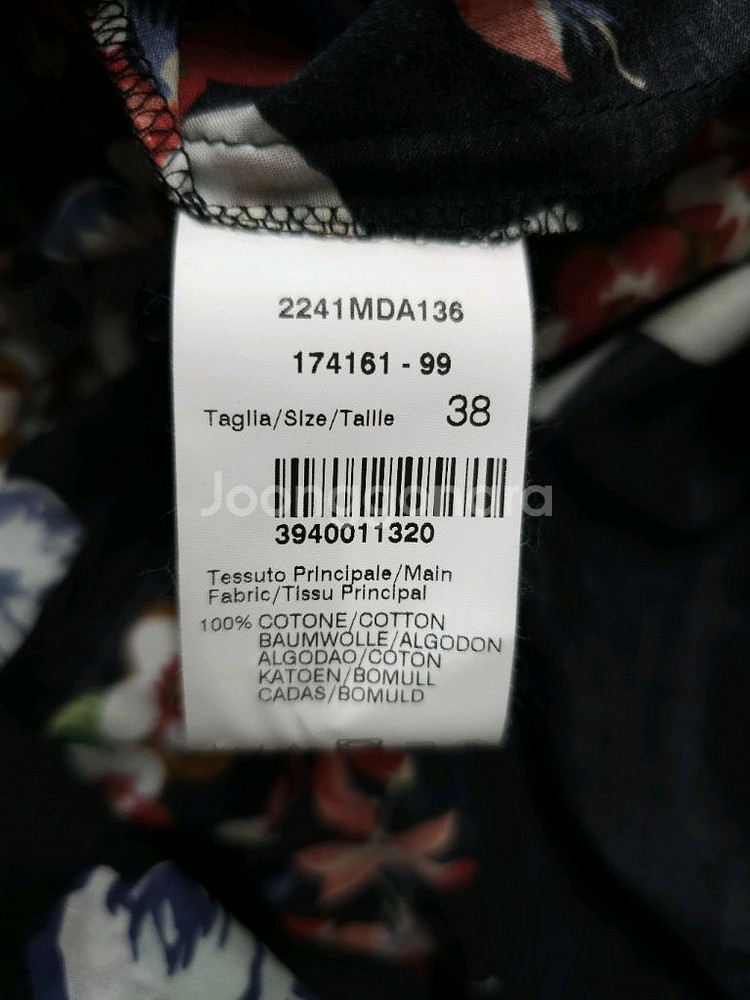 2241MDA136
174161 - 99
Taglia/Size/Taille 38
Joonggonara
3940011320
Tessuto Principale/Main
Fabric/Tissu Principal
100% COTONE/COTTON
BAUMWOLLE/ALGODON
ALGODAO/COTON
KATOEN/BOMULL
CADAS/BOMULD